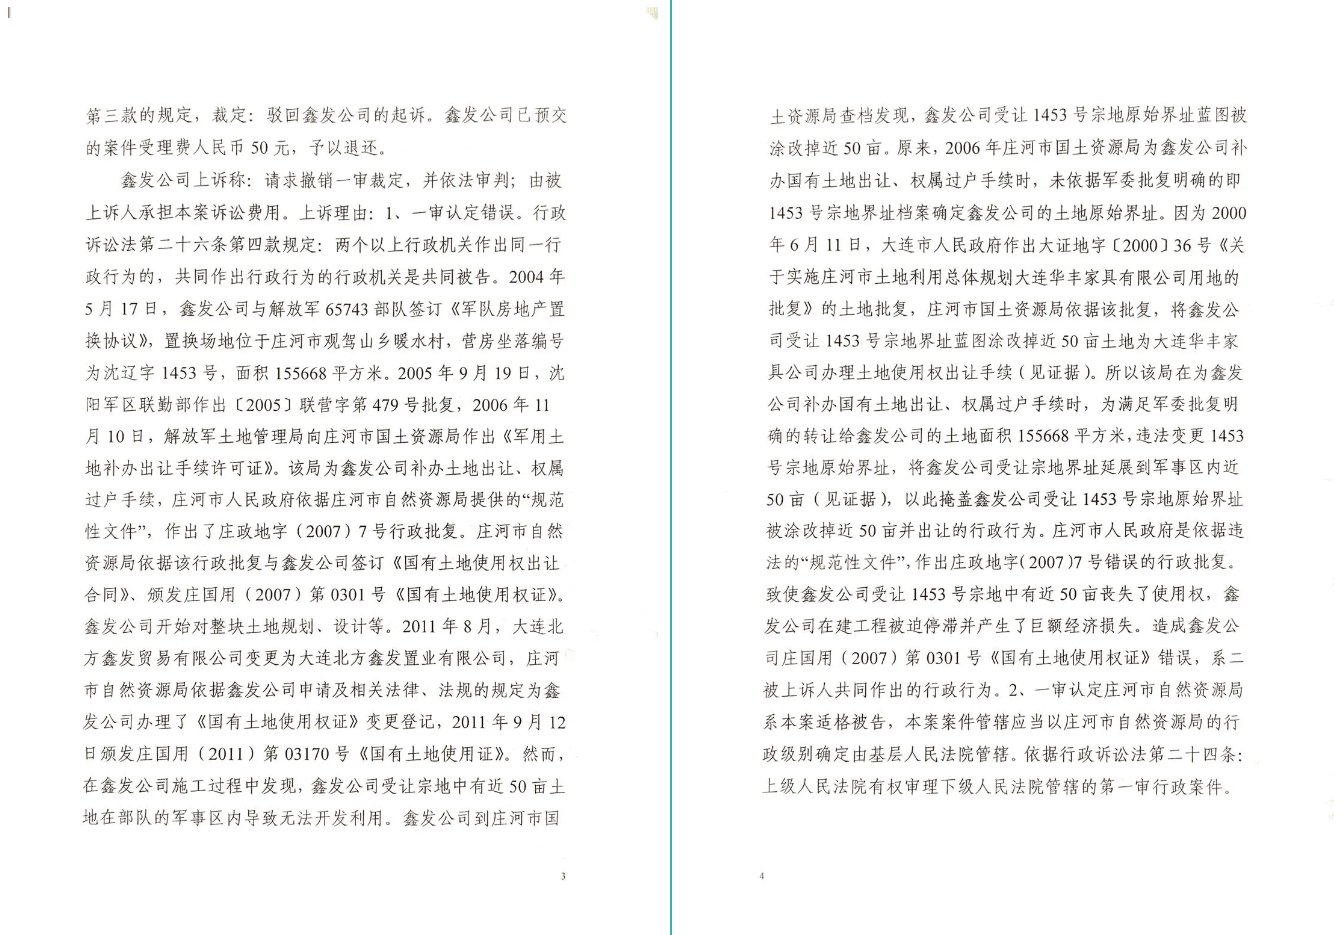 第三款的规定，裁定：驳回鑫发公司的起诉。鑫发公司已预交
的案件受理费人民币 50 元，予以退还。
鑫发公司上诉称：请求撤销一审裁定，并依法审判；由被
上诉人承担本案诉讼费用。上诉理由：1、一审认定错误。行政
诉讼法第二十六条第四款规定：两个以上行政机关作出同一行
政行为的，共同作出行政行为的行政机关是共同被告。2004 年
5 月 17 日，鑫发公司与解放军 65743 部队签订《军队房地产置
换协议》，置换场地位于庄河市观驾山乡暖水村，营房坐落编号
为沈辽字 1453 号，面积 155668 平方米。2005 年 9 月 19 日，沈
阳军区联勤部作出〔2005〕联营字第 479 号批复，2006 年 11
月 10 日，解放军土地管理局向庄河市国土资源局作出《军用土
地补办出让手续许可证》。该局为鑫发公司补办土地出让、权属
过户手续，庄河市人民政府依据庄河市自然资源局提供的“规范
性文件”，作出了庄政地字（2007）7 号行政批复。庄河市自然
资源局依据该行政批复与鑫发公司签订《国有土地使用权出让
合同》、颁发庄国用（2007）第 0301 号《国有土地使用权证》。
鑫发公司开始对整块土地规划、设计等。2011 年 8 月，大连北
方鑫发贸易有限公司变更为大连北方鑫发置业有限公司，庄河
市自然资源局依据鑫发公司申请及相关法律、法规的规定为鑫
发公司办理了《国有土地使用权证》变更登记，2011 年 9 月 12
日颁发庄国用（2011）第 03170 号《国有土地使用证》。然而，
在鑫发公司施工过程中发现，鑫发公司受让宗地中有近 50 亩土
地在部队的军事区内导致无法开发利用。鑫发公司到庄河市国
3
土资源局查档发现，鑫发公司受让 1453 号宗地原始界址蓝图被
涂改掉近 50 亩。原来，2006 年庄河市国土资源局为鑫发公司补
办国有土地出让、权属过户手续时，未依据军委批复明确的即
1453 号宗地界址档案确定鑫发公司的土地原始界址。因为 2000
年 6 月 11 日，大连市人民政府作出大证地字〔2000〕36 号《关
于实施庄河市土地利用总体规划大连华丰家具有限公司用地的
批复》的土地批复，庄河市国土资源局依据该批复，将鑫发公
司受让 1453 号宗地界址蓝图涂改掉近 50 亩土地为大连华丰家
具公司办理土地使用权出让手续（见证据）。所以该局在为鑫发
公司补办国有土地出让、权属过户手续时，为满足军委批复明
确的转让给鑫发公司的土地面积 155668 平方米，违法变更 1453
号宗地原始界址，将鑫发公司受让宗地界址延展到军事区内近
50 亩（见证据），以此掩盖鑫发公司受让 1453 号宗地原始界址
被涂改掉近 50 亩并出让的行政行为。庄河市人民政府是依据违
法的“规范性文件”，作出庄政地字（2007）7 号错误的行政批复。
致使鑫发公司受让 1453 号宗地中有近 50 亩丧失了使用权，鑫
发公司在建工程被迫停滞并产生了巨额经济损失。造成鑫发公
司庄国用（2007）第 0301 号《国有土地使用权证》错误，系二
被上诉人共同作出的行政行为。2、一审认定庄河市自然资源局
系本案适格被告，本案案件管辖应当以庄河市自然资源局的行
政级别确定由基层人民法院管辖。依据行政诉讼法第二十四条：
上级人民法院有权审理下级人民法院管辖的第一审行政案件。
4